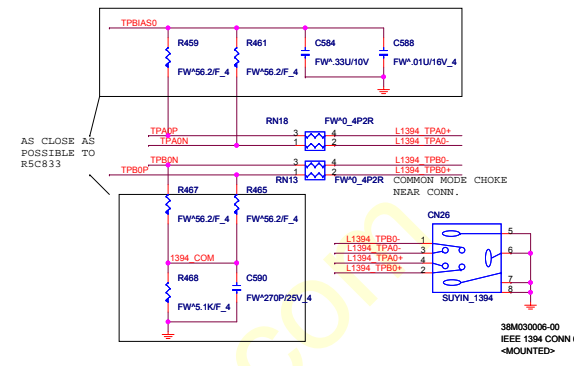 TPBIAS0
R459
R461
C584
C588
FW^56.2/F_4
FW^56.2/F_4
FW^.33U/10V
FW^.01U/16V_4
RN18
FW^0_4P2R
TPA0P
3
4
L1394_TPA0+
TPA0N
1
2
L1394_TPA0-
AS CLOSE AS
POSSIBLE TO
R5C833
TPB0N
3
4
L1394_TPB0-
TPB0P
1
2
L1394_TPB0+
RN13
FW^0_4P2R
COMMON MODE CHOKE
NEAR CONN.
R467
R465
FW^56.2/F_4
FW^56.2/F_4
CN26
L1394_TPB0-
1
5
L1394_TPA0-
3
6
L1394_TPA0+
4
L1394_TPB0+
2
7
8
1394_COM
R468
C590
FW^5.1K/F_4
FW^270P/25V_4
SUYIN_1394
38M030006-00
IEEE 1394 CONN
<MOUNTED>
com